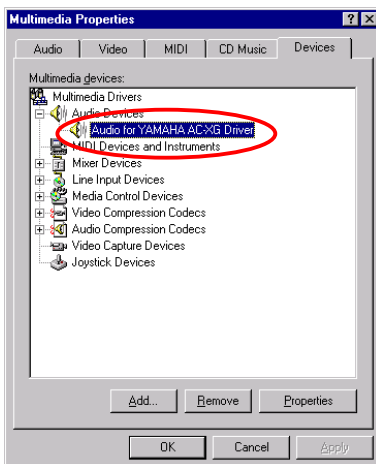 Multimedia Properties
Audio Video MIDI CD Music Devices
Multimedia devices:
Multimedia Drivers
Audio Devices
Audio for YAMAHA AC-XG Driver
MIDI Devices and Instruments
Mixer Devices
Line Input Devices
Media Control Devices
Video Compression Codecs
Audio Compression Codecs
Video Capture Devices
Joystick Devices
Add... Remove Properties
OK Cancel Apply